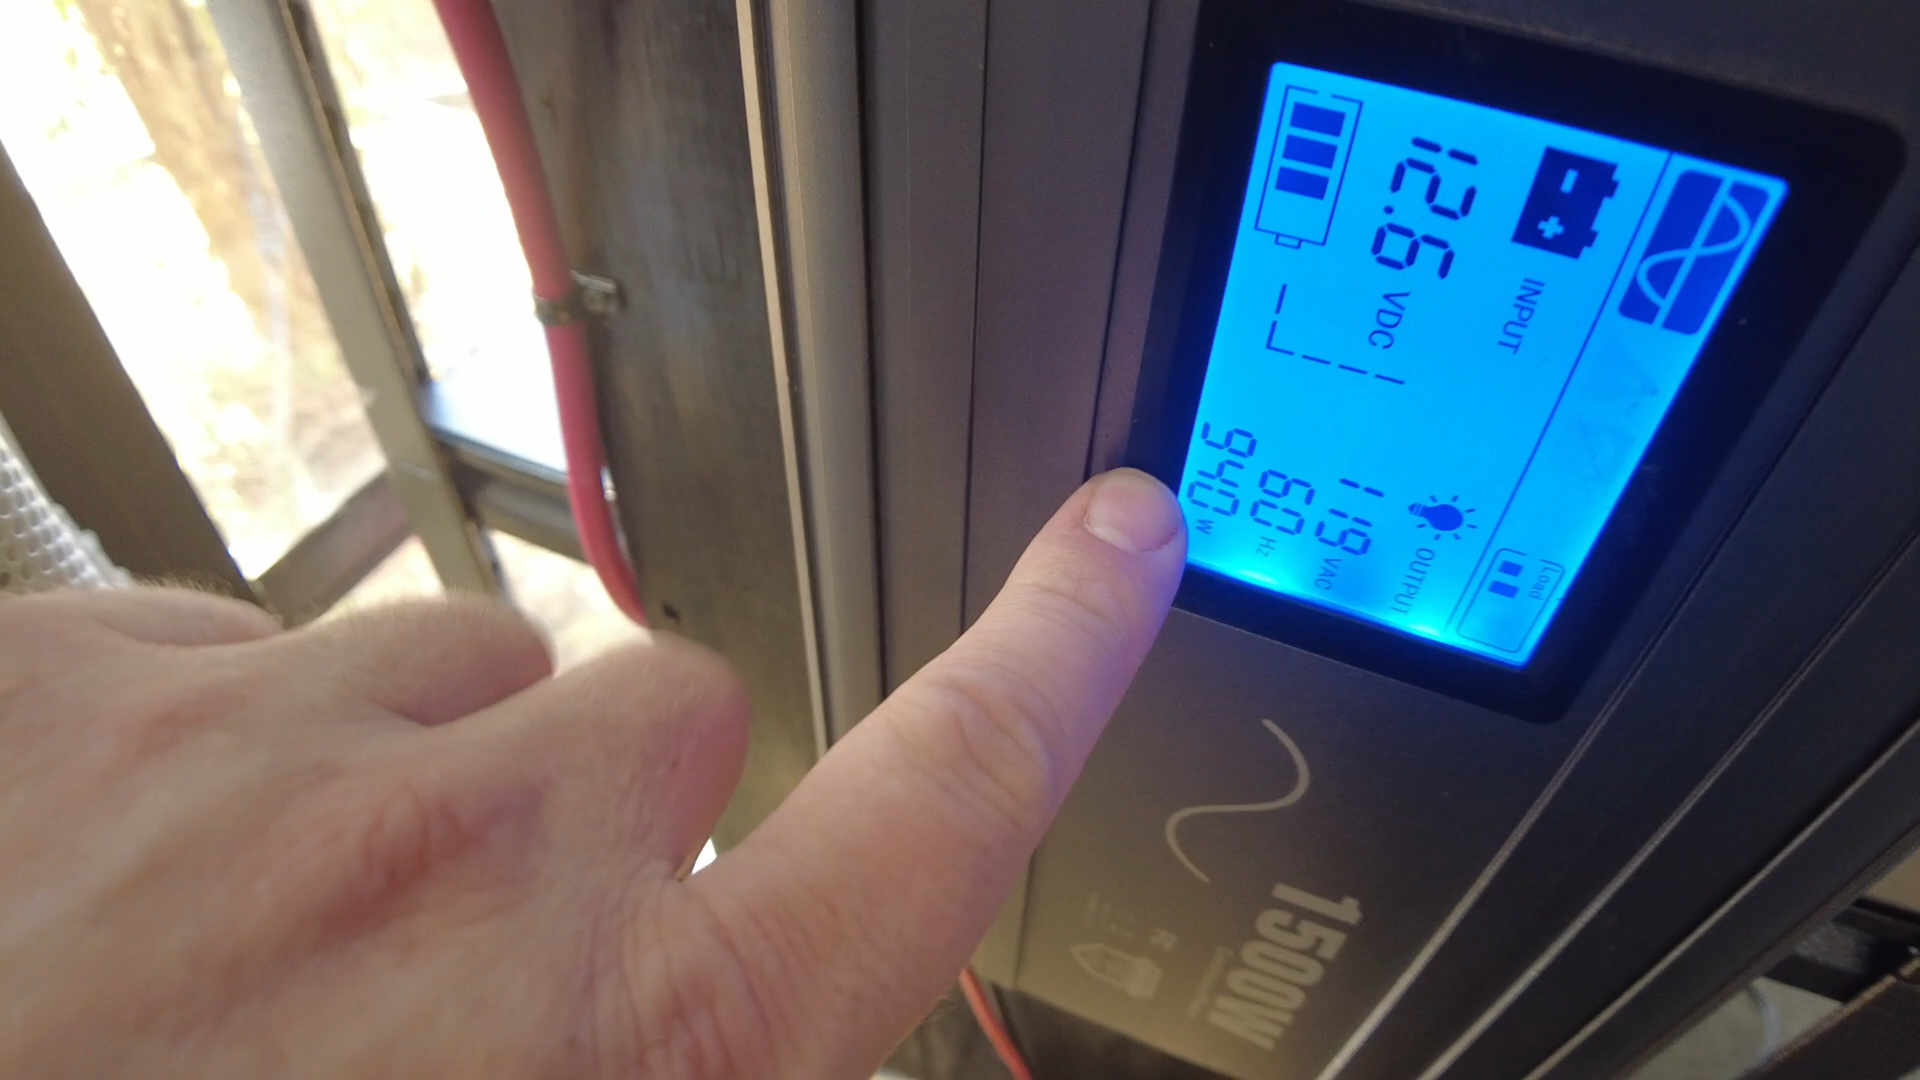 INPUT
12.6 VDC
OUTPUT
Load
119 VAC
60 Hz
940 W
1500W